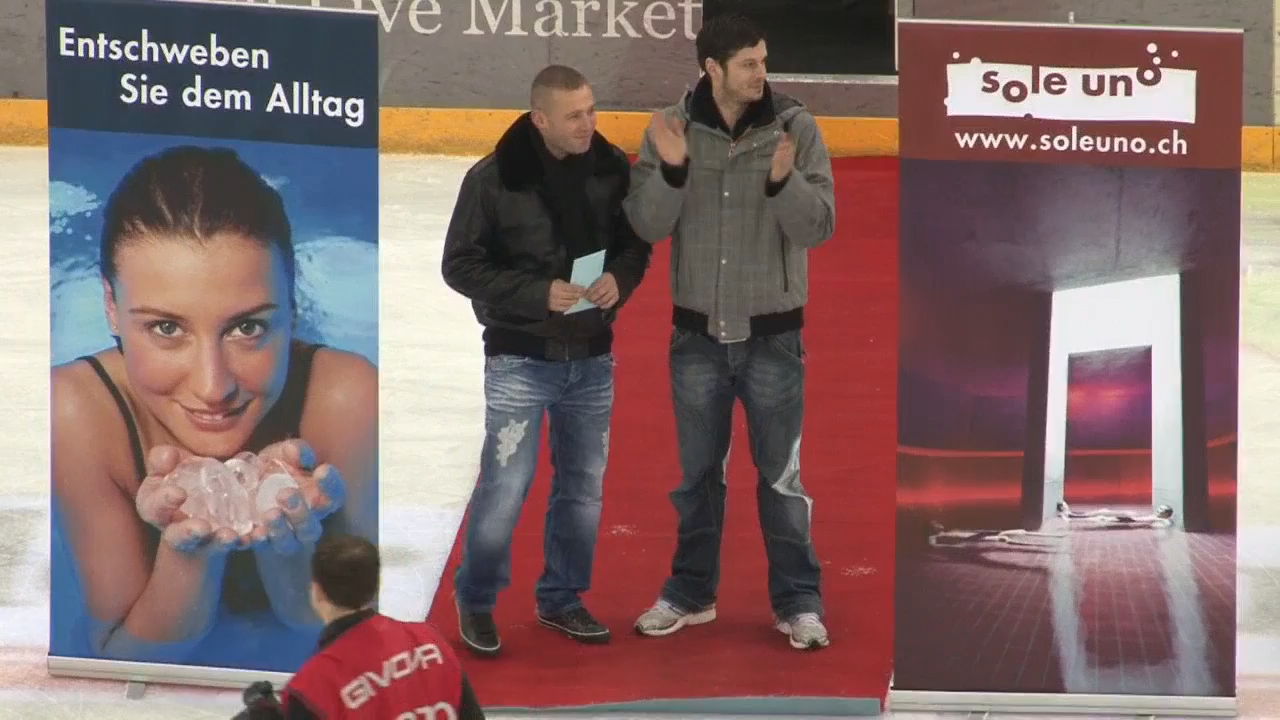 Market
Entschweben
Sie dem Alltag
sole uno
www.soleuno.ch
GIVOVA